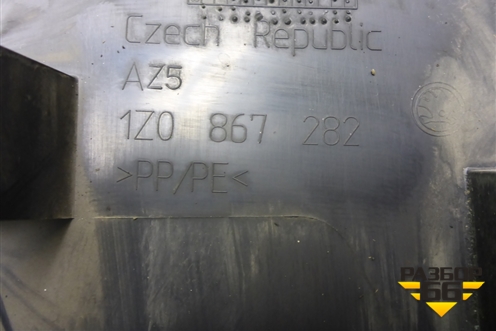 Czech Republic
AZ5
1Z0 867 282
>PP/PE<
РАЗБОР
66